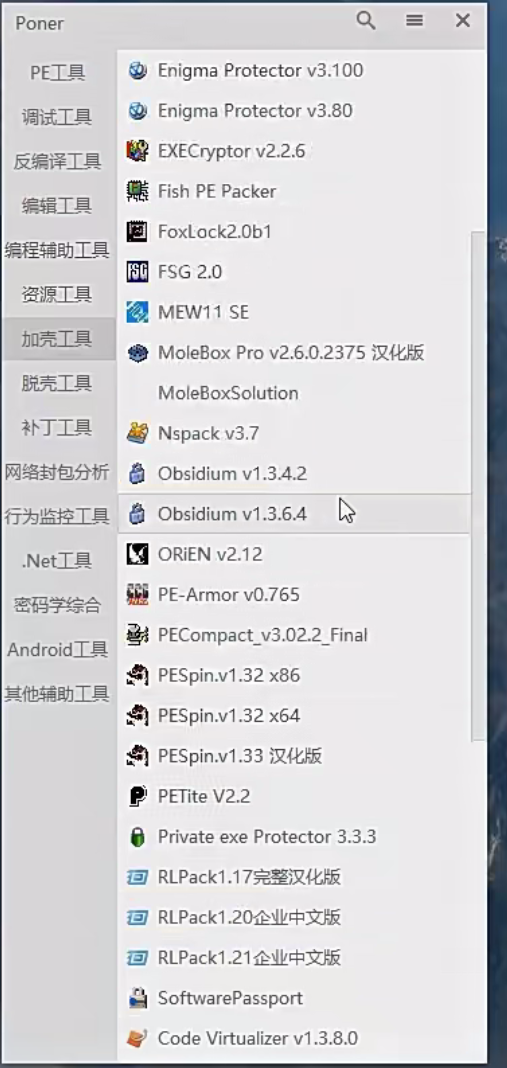 Poner
PE工具
调试工具
反编译工具
编辑工具
编程辅助工具
资源工具
加壳工具
脱壳工具
补丁工具
网络封包分析
行为监控工具
.Net工具
密码学综合
Android工具
其他辅助工具
Enigma Protector v3.100
Enigma Protector v3.80
EXECryptor v2.2.6
Fish PE Packer
FoxLock2.0b1
FSG 2.0
MEW11 SE
MoleBox Pro v2.6.0.2375 汉化版
MoleBoxSolution
Nspack v3.7
Obsidium v1.3.4.2
Obsidium v1.3.6.4
ORiEN v2.12
PE-Armor v0.765
PECompact_v3.02.2_Final
PESpin.v1.32 x86
PESpin.v1.32 x64
PESpin.v1.33 汉化版
PETite V2.2
Private exe Protector 3.3.3
RLPack1.17完整汉化版
RLPack1.20企业中文版
RLPack1.21企业中文版
SoftwarePassport
Code Virtualizer v1.3.8.0